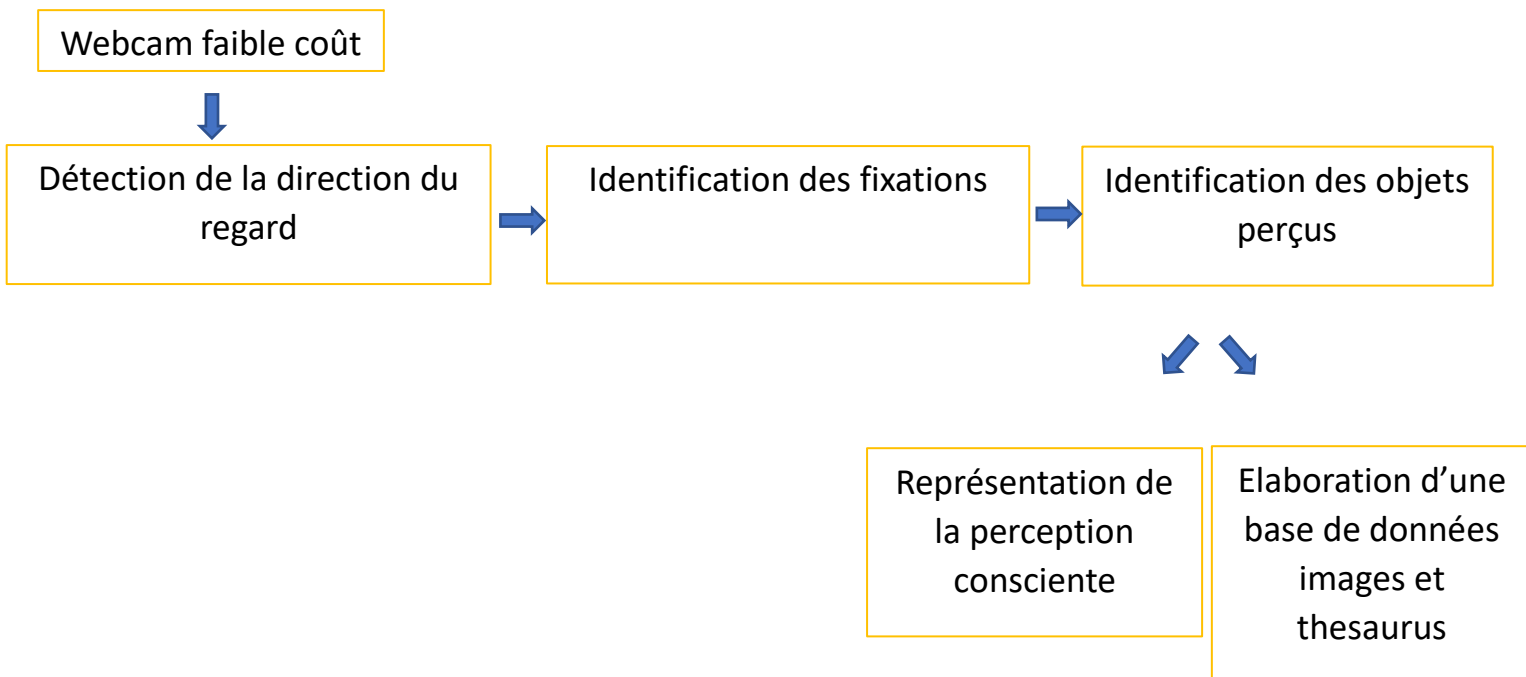 Webcam faible coût
Détection de la direction du
regard
Identification des fixations
Identification des objets
perçus
Représentation de
la perception
consciente
Elaboration d’une
base de données
images et
thesaurus